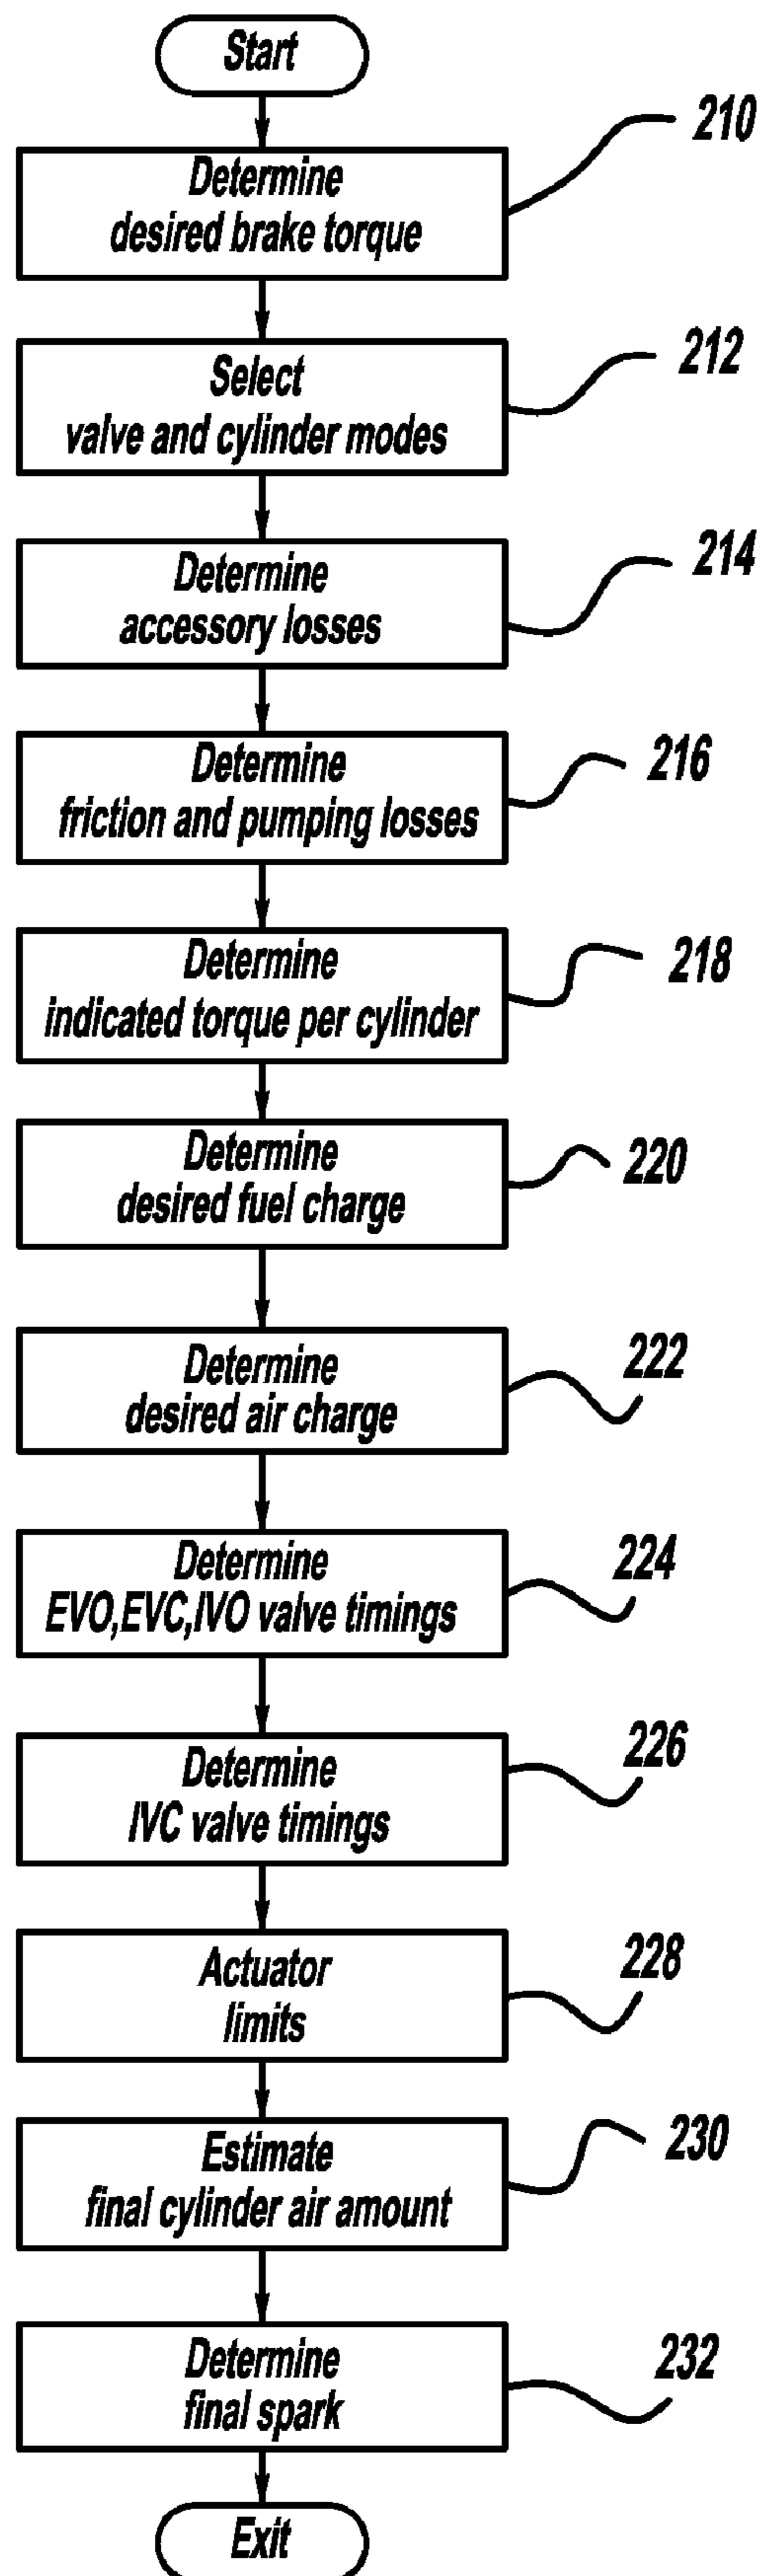 Start
Determine
desired brake torque
210
Select
valve and cylinder modes
212
Determine
accessory losses
214
Determine
friction and pumping losses
216
Determine
indicated torque per cylinder
218
Determine
desired fuel charge
220
Determine
desired air charge
222
Determine
EVO,EVC,IVO valve timings
224
Determine
IVC valve timings
226
Actuator
limits
228
Estimate
final cylinder air amount
230
Determine
final spark
232
Exit